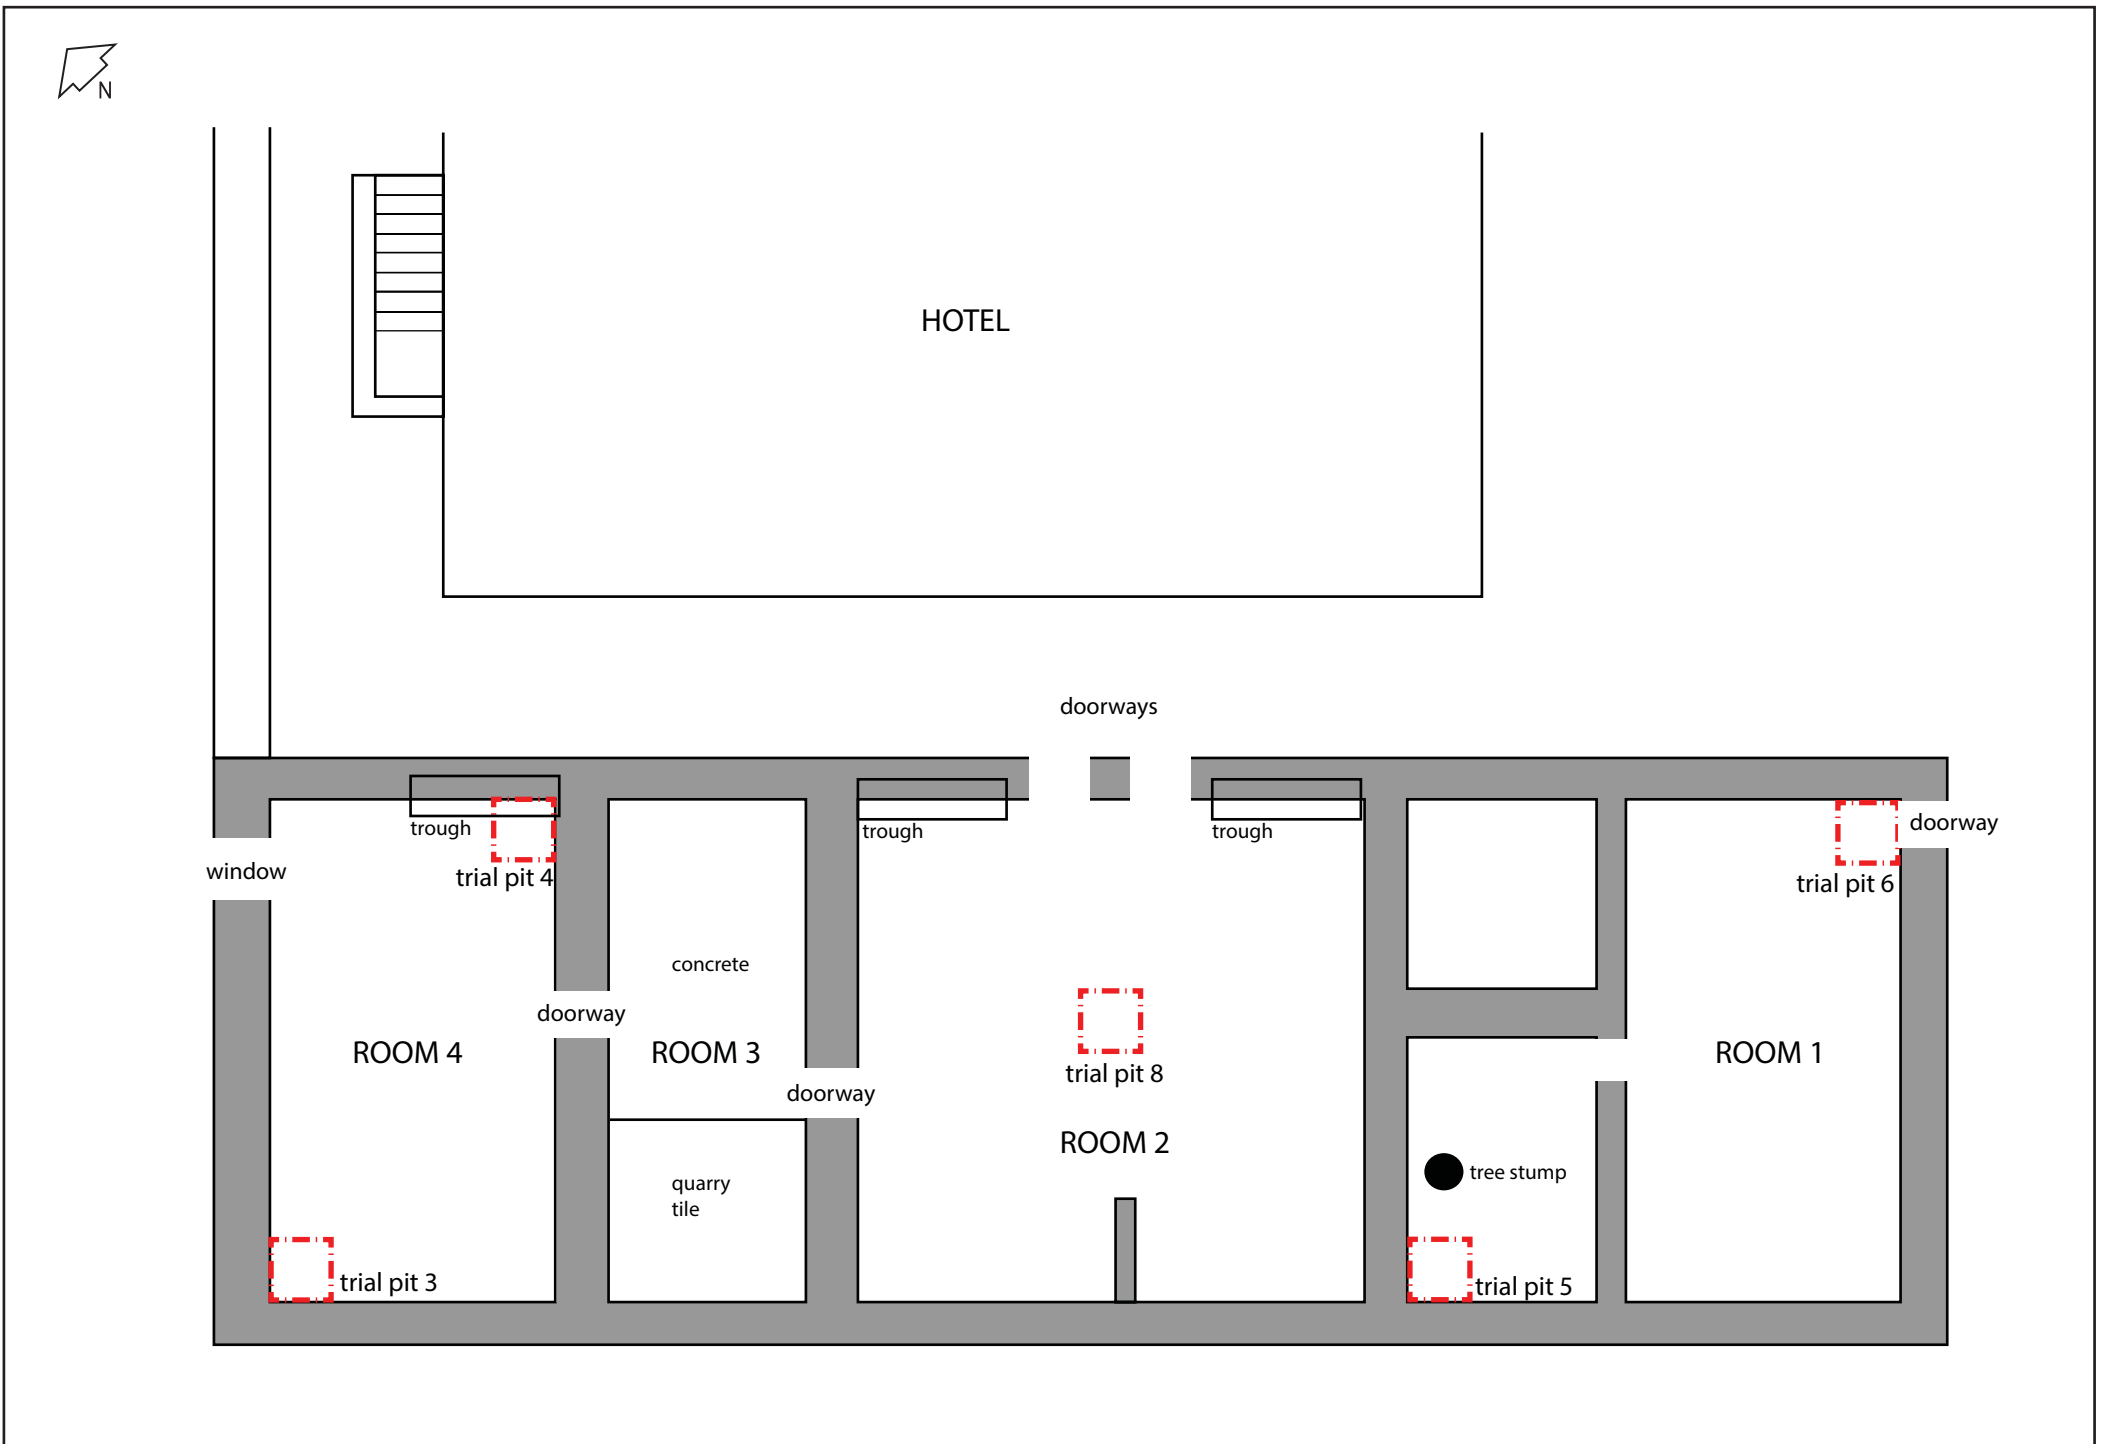 N
HOTEL
doorways
trough
trough
trough
doorway
window
trial pit 4
trial pit 6
concrete
doorway
ROOM 4
ROOM 3
ROOM 1
trial pit 8
doorway
ROOM 2
tree stump
quarry
tile
trial pit 3
trial pit 5